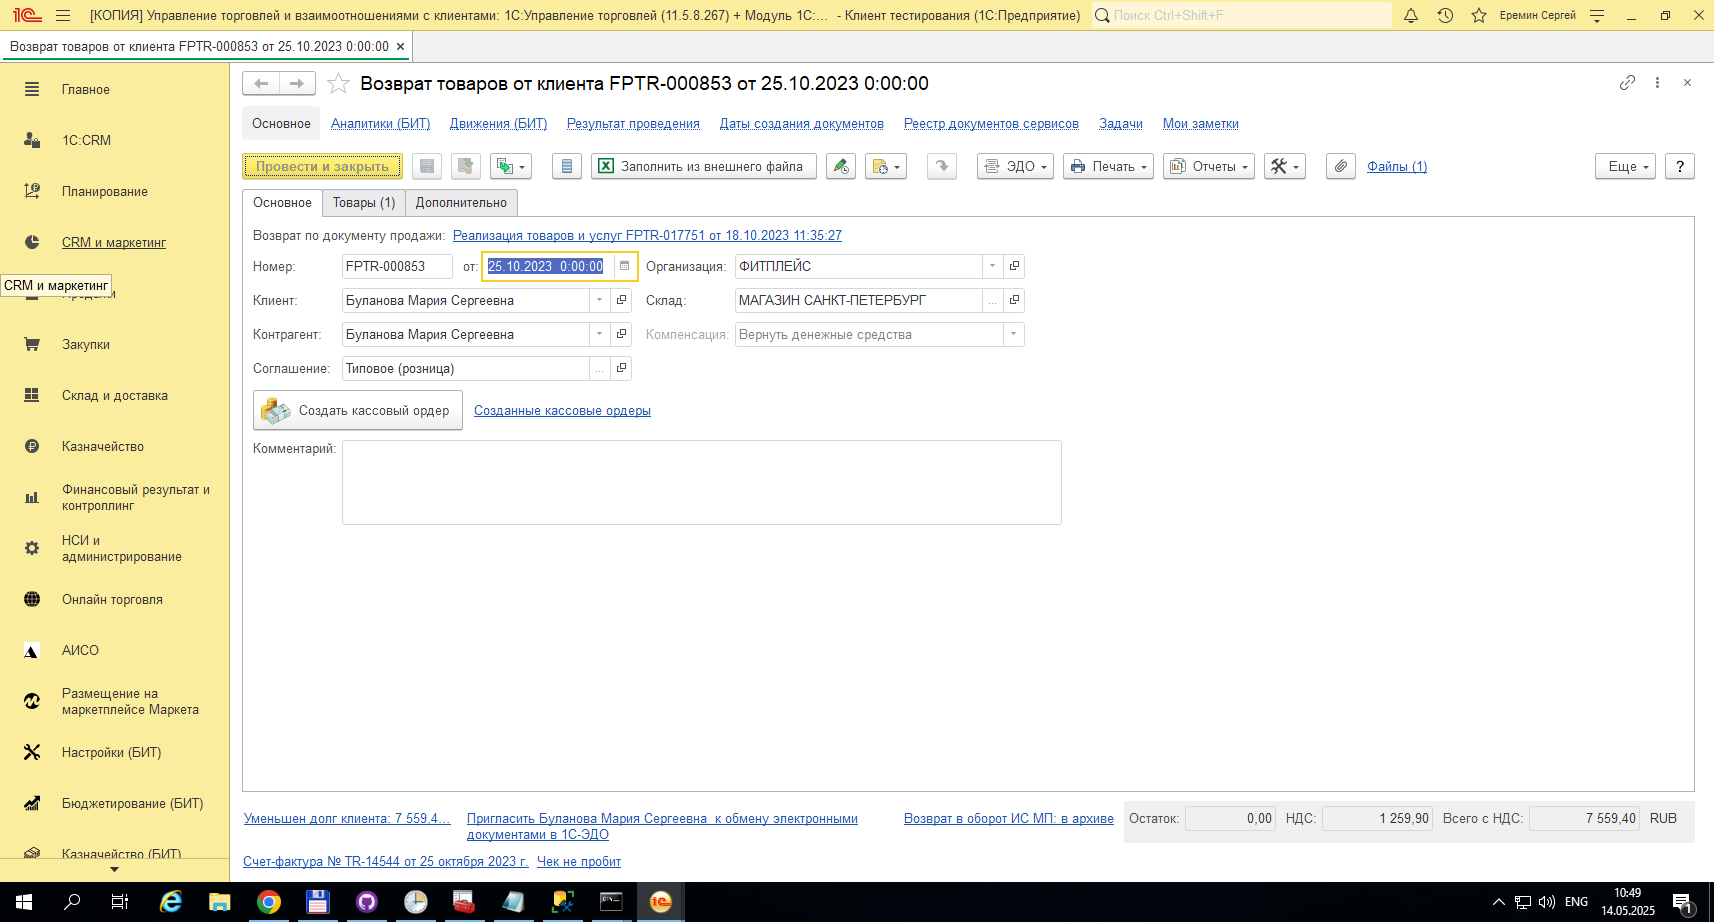 [КОПИЯ] Управление торговлей и взаимоотношениями с клиентами: 1С:Управление торговлей (11.5.8.267) + Модуль 1С:... - Клиент тестирования (1С:Предприятие)
Поиск Ctrl+Shift+F
Еремин Сергей
Возврат товаров от клиента FPTR-000853 от 25.10.2023 0:00:00 ×
Главное
1С:CRM
Планирование
CRM и маркетинг
CRM и маркетинг
Закупки
Склад и доставка
Казначейство
Финансовый результат и
контроллинг
НСИ и
администрирование
Онлайн торговля
АИСО
Размещение на
маркетплейсе Маркета
Настройки (БИТ)
Бюджетирование (БИТ)
Казначейство (БИТ)
Возврат товаров от клиента FPTR-000853 от 25.10.2023 0:00:00
Основное Аналитики (БИТ) Движения (БИТ) Результат проведения Даты создания документов Реестр документов сервисов Задачи Мои заметки
Провести и закрыть Заполнить из внешнего файла ЭДО Печать Отчеты Файлы (1) Еще ?
Основное Товары (1) Дополнительно
Возврат по документу продажи: Реализация товаров и услуг FPTR-017751 от 18.10.2023 11:35:27
Номер: FPTR-000853 от: 25.10.2023 0:00:00 Организация: ФИТПЛЕЙС
Клиент: Буланова Мария Сергеевна Склад: МАГАЗИН САНКТ-ПЕТЕРБУРГ ...
Контрагент: Буланова Мария Сергеевна Компенсация: Вернуть денежные средства
Соглашение: Типовое (розница) ...
Создать кассовый ордер Созданные кассовые ордеры
Комментарий:
Уменьшен долг клиента: 7 559,4... Пригласить Буланова Мария Сергеевна к обмену электронными
документами в 1С-ЭДО
Возврат в оборот ИС МП: в архиве Остаток: 0,00 НДС: 1 259,90 Всего с НДС: 7 559,40 RUB
Счет-фактура № TR-14544 от 25 октября 2023 г. Чек не пробит
ENG
10:49
14.05.2025
1